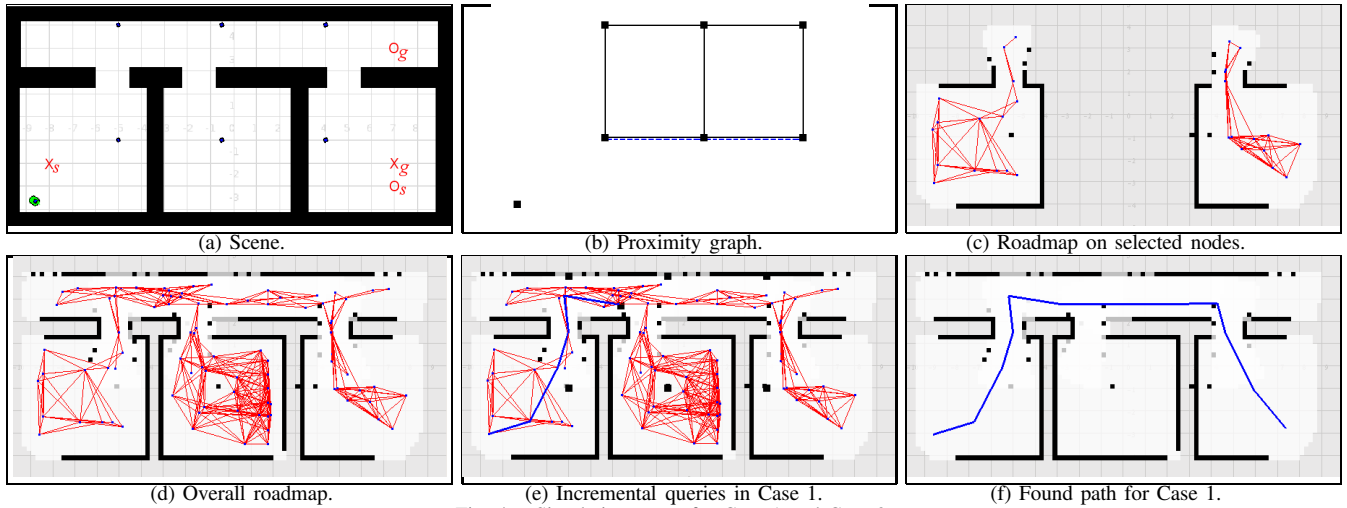 O_g
X_s
X_g
O_s
(a) Scene.
(b) Proximity graph.
(c) Roadmap on selected nodes.
(d) Overall roadmap.
(e) Incremental queries in Case 1.
(f) Found path for Case 1.